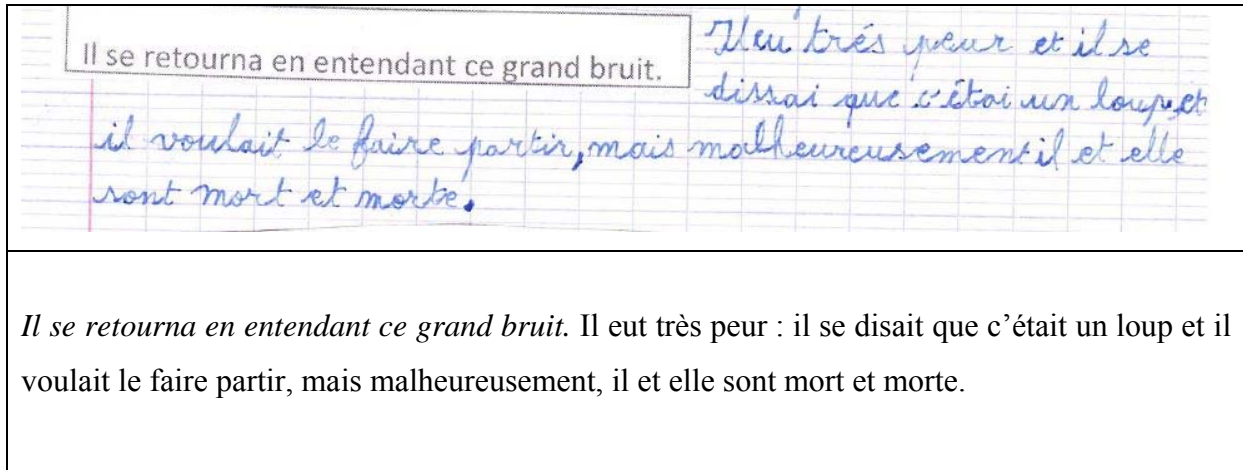 Il se retourna en entendant ce grand bruit.
Il eu trés peur et il se
dissai que c'étai un loup, et
il voulait le faire partir, mais malheureusement il et elle
sont mort et morte.
Il se retourna en entendant ce grand bruit. Il eut très peur : il se disait que c’était un loup et il
voulait le faire partir, mais malheureusement, il et elle sont mort et morte.